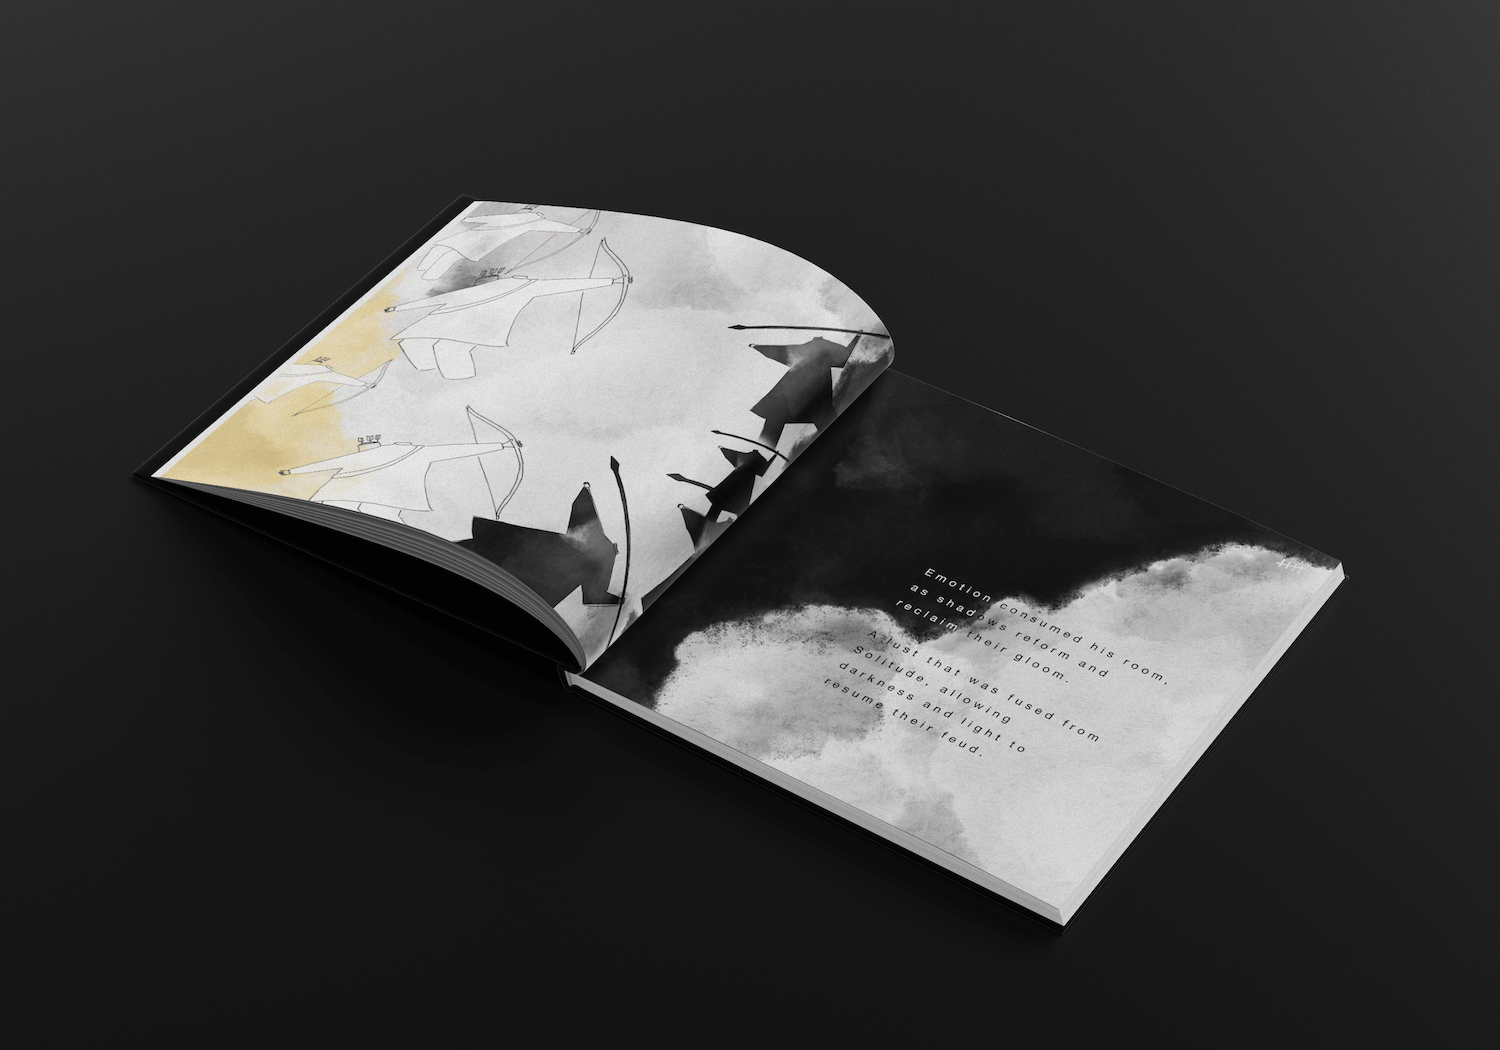 Emotion consumed his room,
as shadows reform and
reclaim their gloom.
A lust that was fused from
Solitude, allowing
darkness and light to
resume their feud.